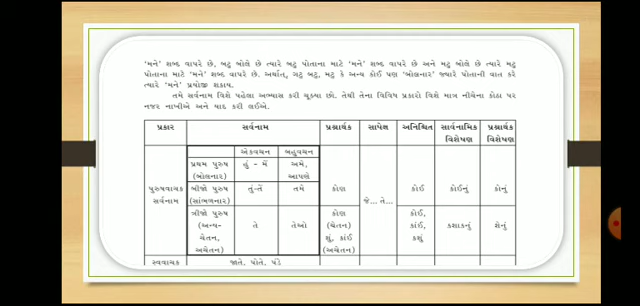 'મને' શબ્દ વાપરે છે. બટુ બોલે છે ત્યારે બટુ પોતાના માટે 'મને' શબ્દ વાપરે છે અને મટુ બોલે છે ત્યારે મટુ
પોતાના માટે 'મને' શબ્દ વાપરે છે. અર્થાત્, ગટુ બટુ, મટુ કે અન્ય કોઈ પણ 'બોલનાર' જ્યારે પોતાની વાત કરે
ત્યારે 'મને' પ્રયોજી શકાય.
તમે સર્વનામ વિશે પહેલા અભ્યાસ કરી ચૂક્યા છો. તેથી તેના વિવિધ પ્રકારો વિશે માત્ર નીચેના કોઠા પર
નજર નાખીએ અને યાદ કરી લઈએ.
પ્રકાર સર્વનામ પ્રશ્નાર્થક સાપેક્ષ અનિશ્ચિત સાર્વનામિક વિશેષણ પ્રશ્નાર્થક વિશેષણ
એકવચન બહુવચન
પ્રથમ પુરુષ (બોલનાર) હું - મેં અમે, આપણે
પુરુષવાચક સર્વનામ બીજો પુરુષ (સાંભળનાર) તું-તેં તમે કોણ જે... તે... કોઈ કોઈનું કોનું
ત્રીજો પુરુષ (અન્ય-ચેતન, અચેતન) તે તેઓ કોણ (ચેતન) શું, કાંઈ (અચેતન) કોઈ, કાંઈ, કશું કશાકનું શેનું
સ્વવાચક જાતે, પોતે, પંડે